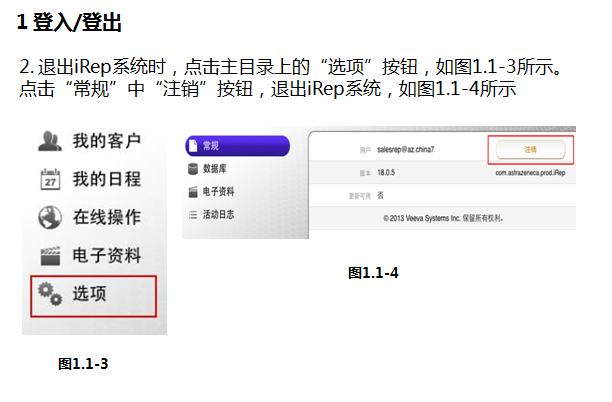 1 登入/登出
2. 退出iRep系统时，点击主目录上的“选项”按钮，如图1.1-3所示。
点击“常规”中“注销”按钮，退出iRep系统，如图1.1-4所示
我的客户
27
我的日程
在线操作
电子资料
选项
图1.1-3
常规
数据库
电子资料
活动日志
用户 salesrep@az.china7 注销
版本 18.0.5 com.astrazeneca.prod.iRep
更新可用 否
© 2013 Veeva Systems Inc. 保留所有权利。
图1.1-4